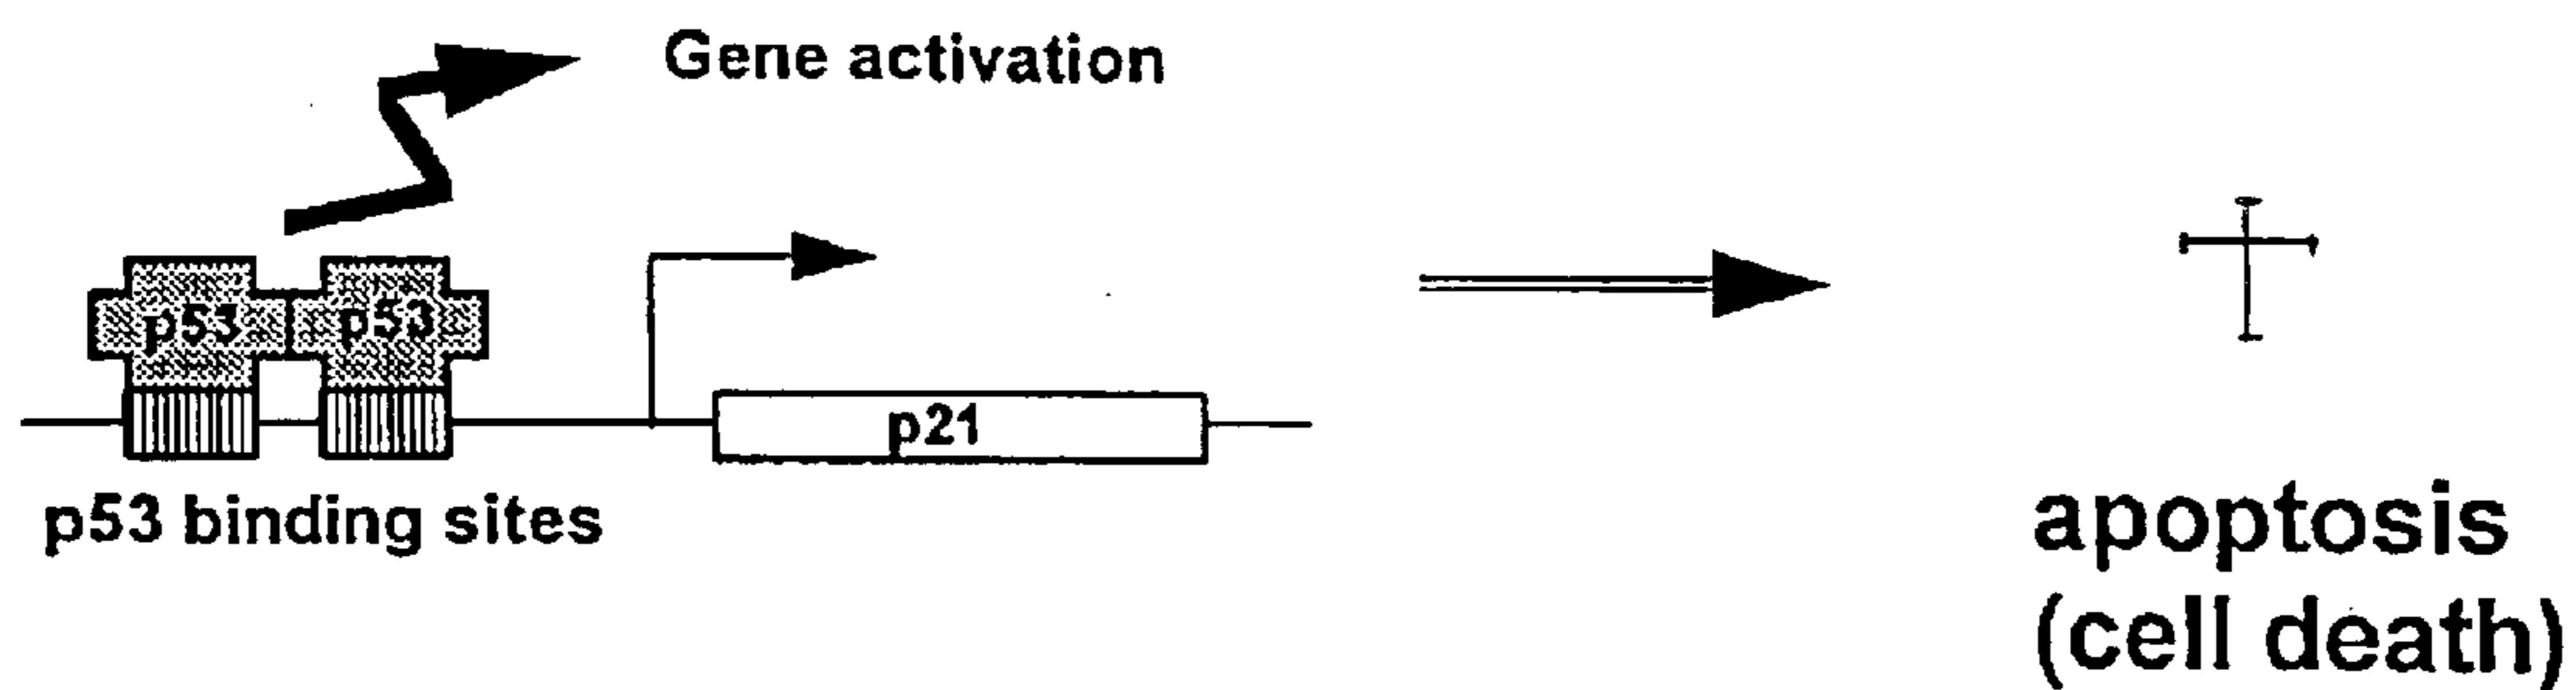 Gene activation
p53 p53
p21
p53 binding sites
apoptosis
(cell death)